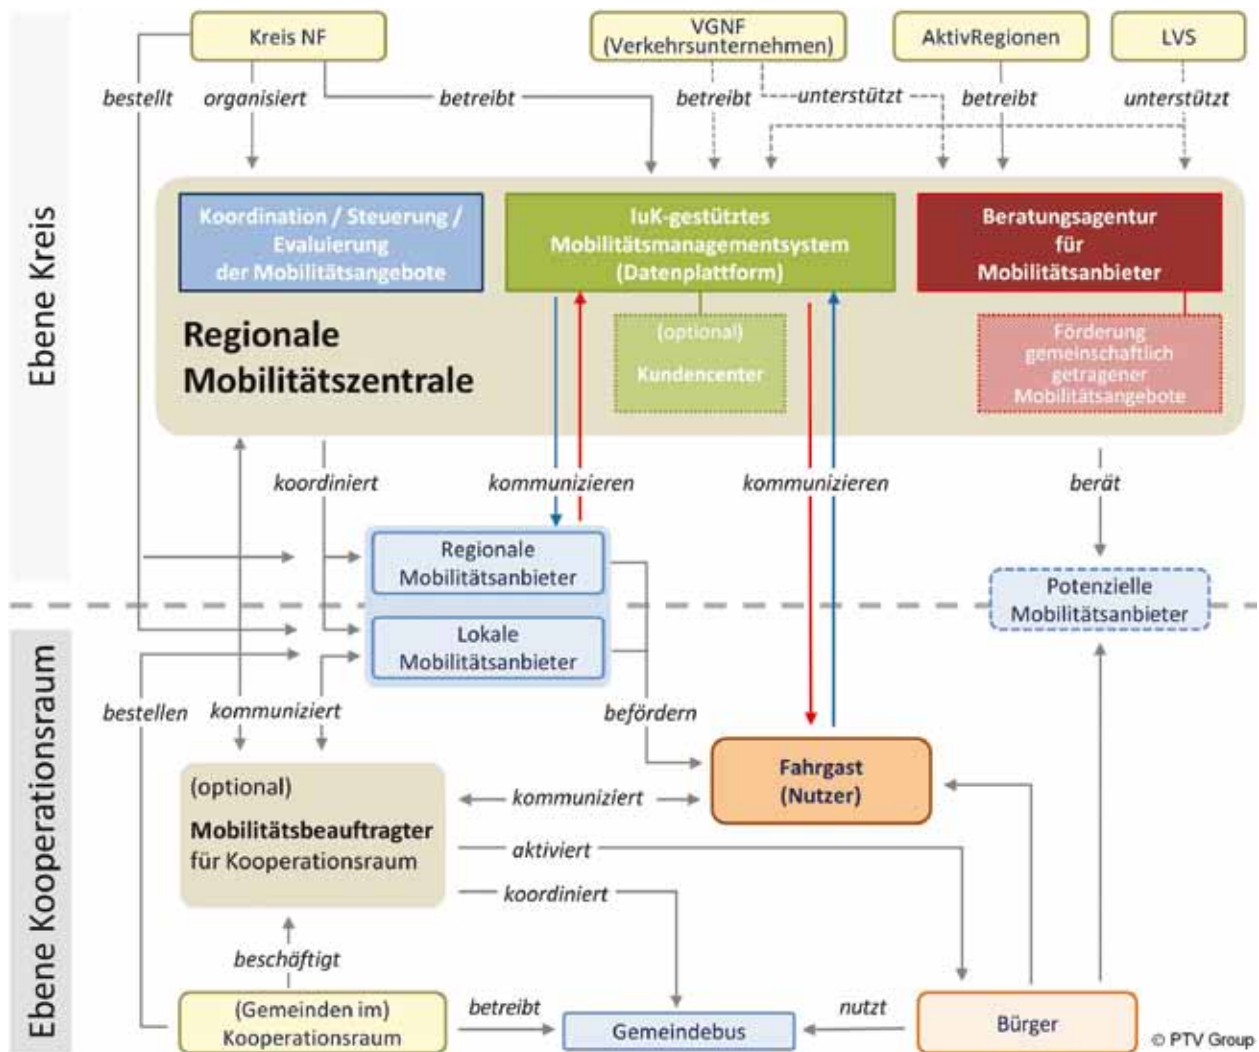 Kreis NF
VGNF
(Verkehrsunternehmen)
AktivRegionen
LVS
bestellt
organisiert
betreibt
betreibt
unterstützt
betreibt
unterstützt
Ebene Kreis
Koordination / Steuerung /
Evaluierung
der Mobilitätsangebote
IuK-gestütztes
Mobilitätsmanagementsystem
(Datenplattform)
Beratungsagentur
für
Mobilitätsanbieter
Regionale
Mobilitätszentrale
(optional)
Kundencenter
Förderung
gemeinschaftlich
getragener
Mobilitätsangebote
koordiniert
kommunizieren
kommunizieren
berät
Regionale
Mobilitätsanbieter
Potenzielle
Mobilitätsanbieter
Lokale
Mobilitätsanbieter
Ebene Kooperationsraum
bestellen
kommuniziert
befördern
(optional)
Mobilitätsbeauftragter
für Kooperationsraum
kommuniziert
Fahrgast
(Nutzer)
aktiviert
koordiniert
beschäftigt
(Gemeinden im)
Kooperationsraum
betreibt
Gemeindebus
nutzt
Bürger
© PTV Group